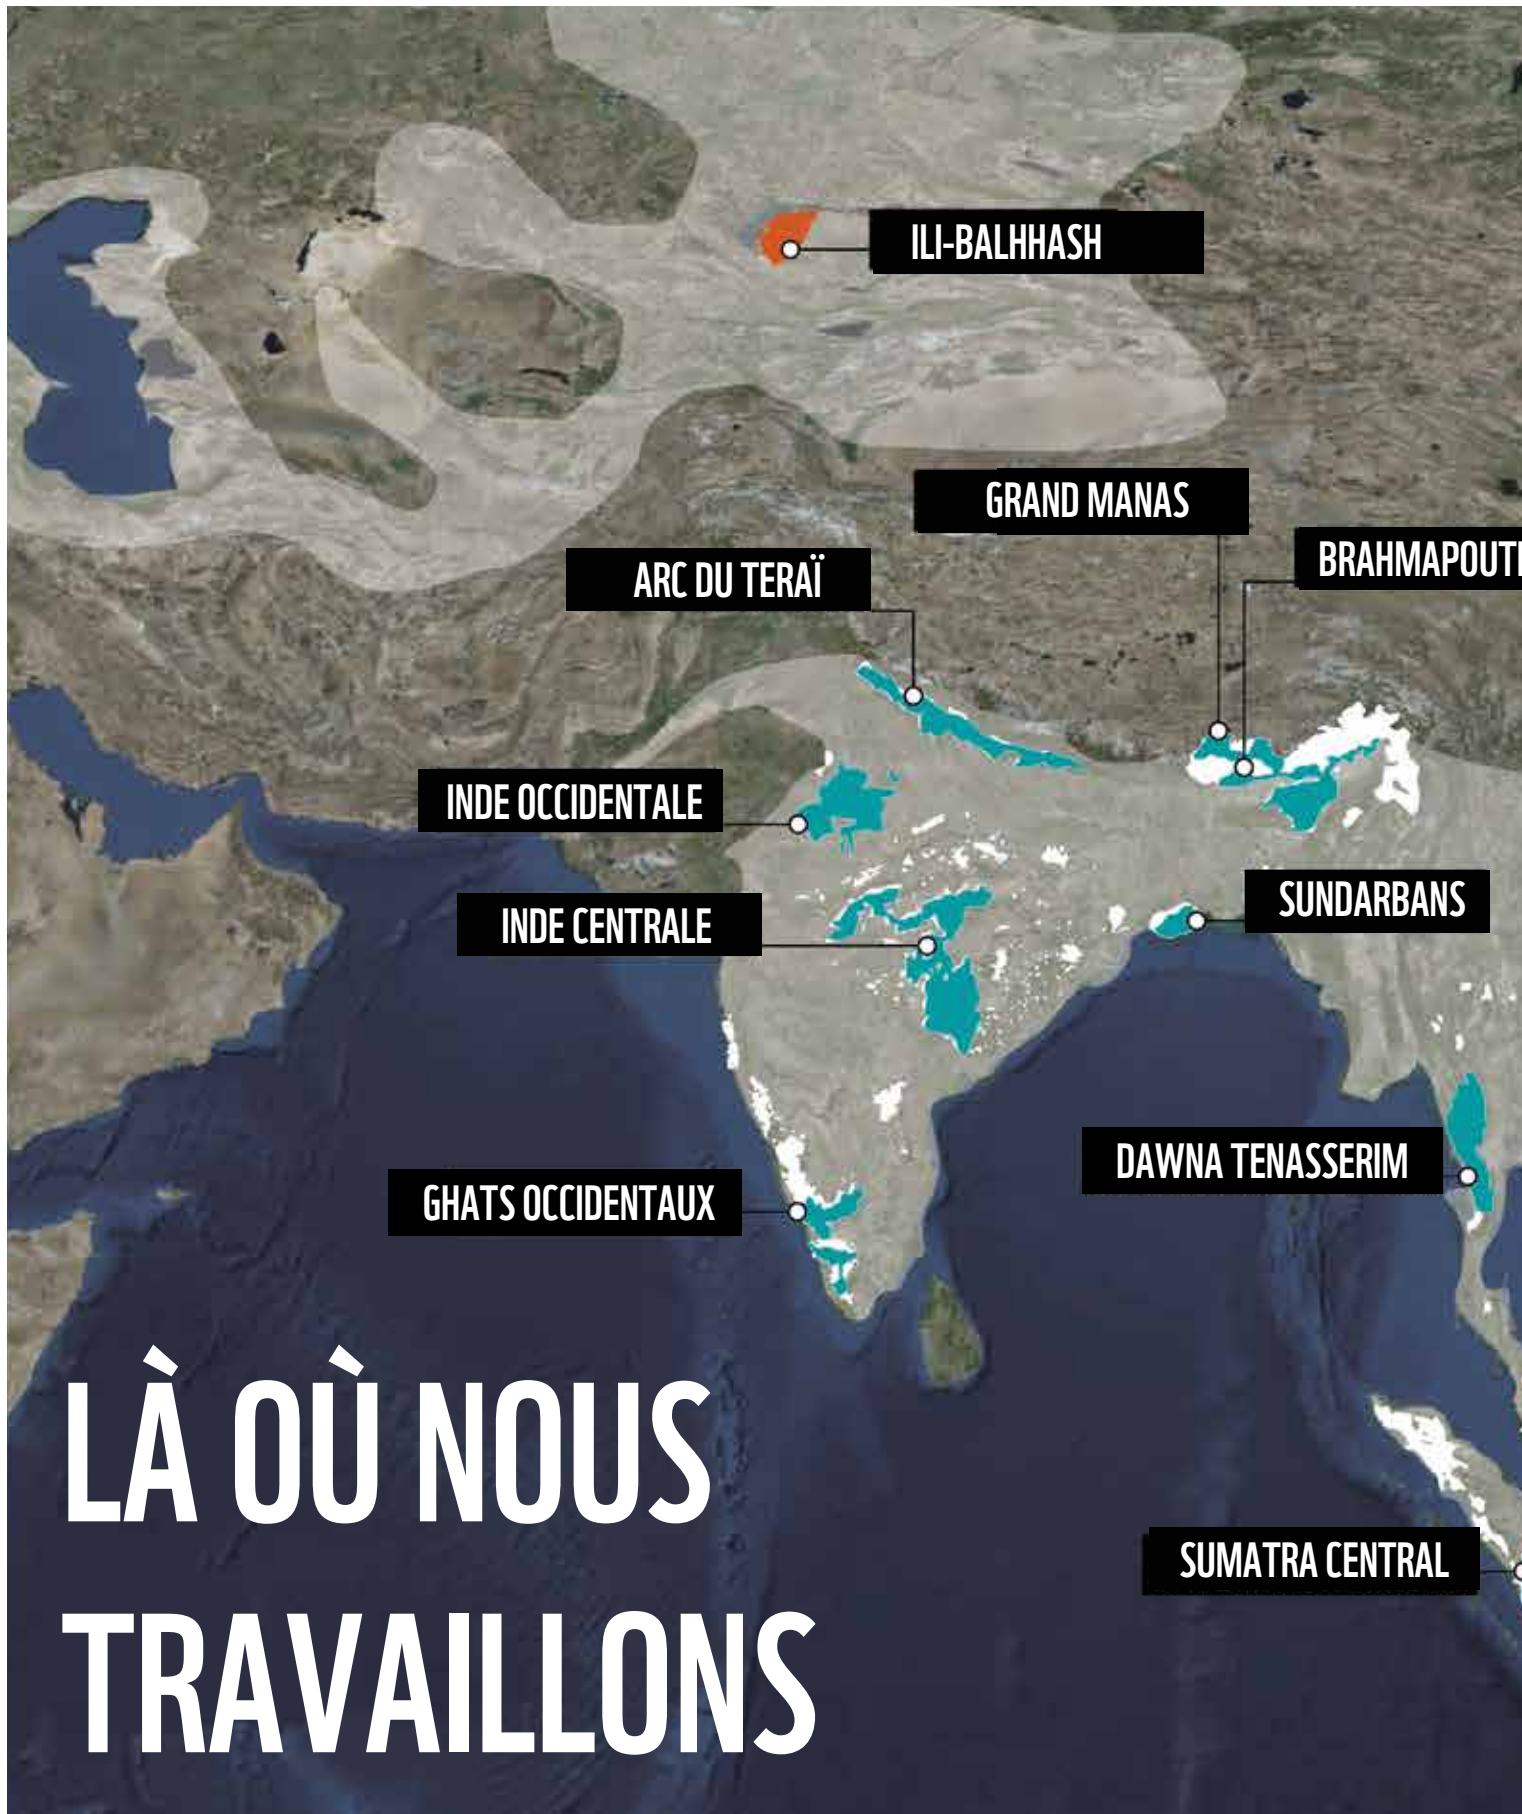 ILI-BALHHASH
GRAND MANAS
BRAHMAPOUT
ARC DU TERAÏ
INDE OCCIDENTALE
SUNDARBANS
INDE CENTRALE
DAWNA TENASSERIM
GHATS OCCIDENTAUX
LÀ OÙ NOUS
TRAVAILLONS
SUMATRA CENTRAL